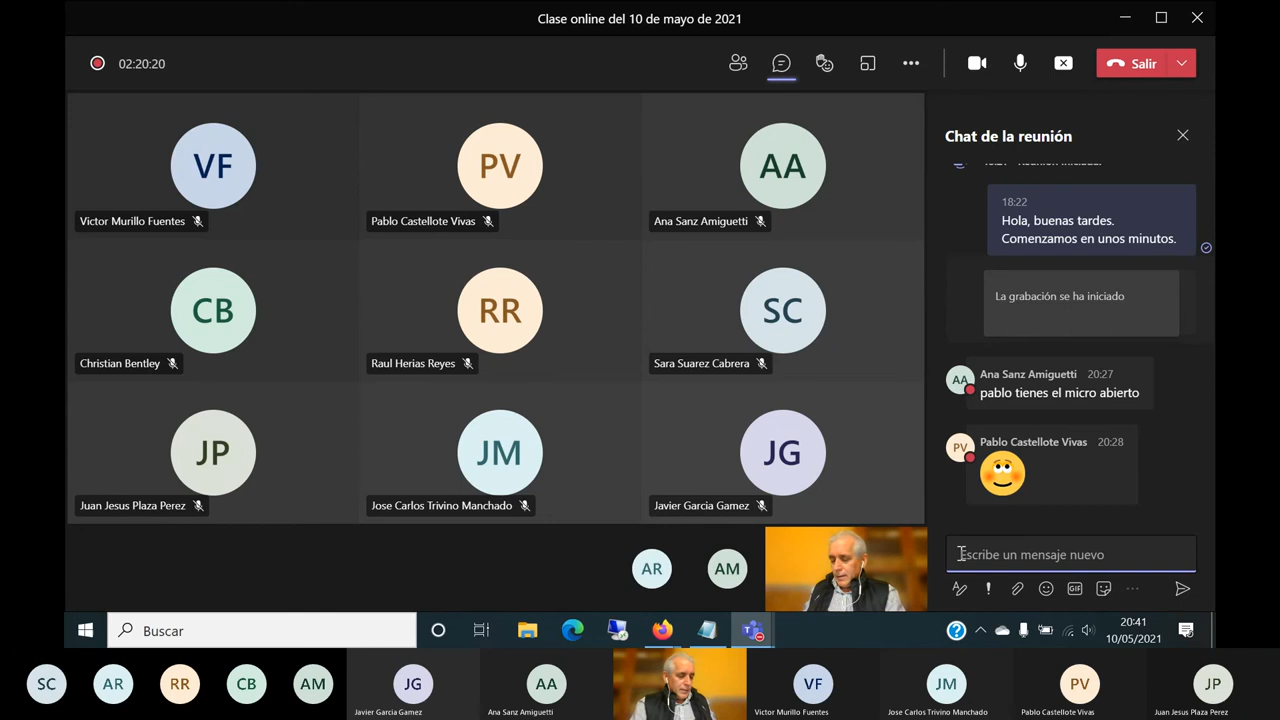 Clase online del 10 de mayo de 2021
02:20:20
Salir
VF
PV
AA
Victor Murillo Fuentes
Pablo Castellote Vivas
Ana Sanz Amiguetti
CB
RR
SC
Christian Bentley
Raul Herias Reyes
Sara Suarez Cabrera
JP
JM
JG
Juan Jesus Plaza Perez
Jose Carlos Trivino Manchado
Javier Garcia Gamez
AR
AM
Chat de la reunión
18:22
Hola, buenas tardes.
Comenzamos en unos minutos.
La grabación se ha iniciado
AA
Ana Sanz Amiguetti 20:27
pablo tienes el micro abierto
PV
Pablo Castellote Vivas 20:28
Escribe un mensaje nuevo
GIF
Buscar
20:41
10/05/2021
SC
AR
RR
CB
AM
JG
AA
VF
JM
PV
JP
Javier Garcia Gamez
Ana Sanz Amiguetti
Victor Murillo Fuentes
Jose Carlos Trivino Manchado
Pablo Castellote Vivas
Juan Jesus Plaza Perez